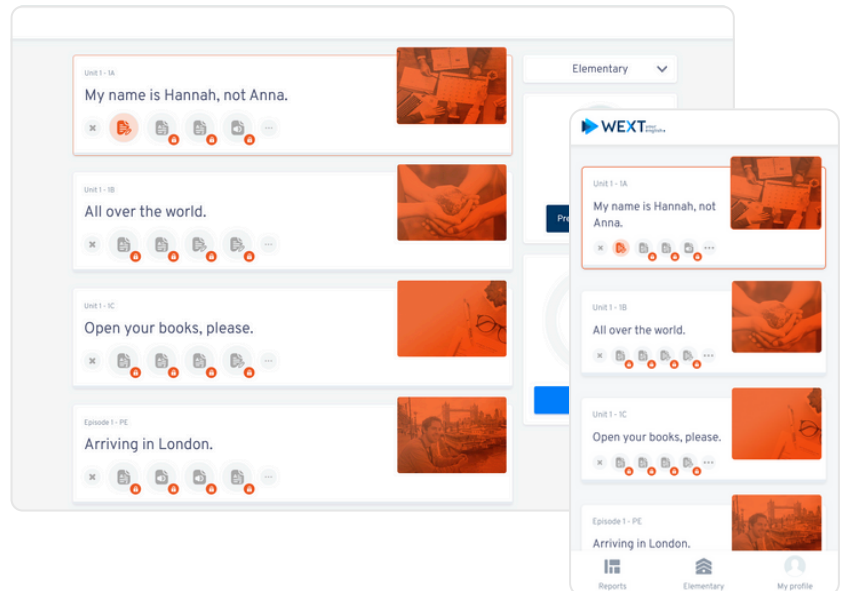 Unit 1 - 1A
My name is Hannah, not Anna.
Unit 1 - 1B
All over the world.
Unit 1 - 1C
Open your books, please.
Episode 1 - PE
Arriving in London.
Elementary
Pre
WEXT
Unit 1 - 1A
My name is Hannah, not
Anna.
Unit 1 - 1B
All over the world.
Unit 1 - 1C
Open your books, please.
Episode 1 - PE
Arriving in London.
Reports
Elementary
My profile